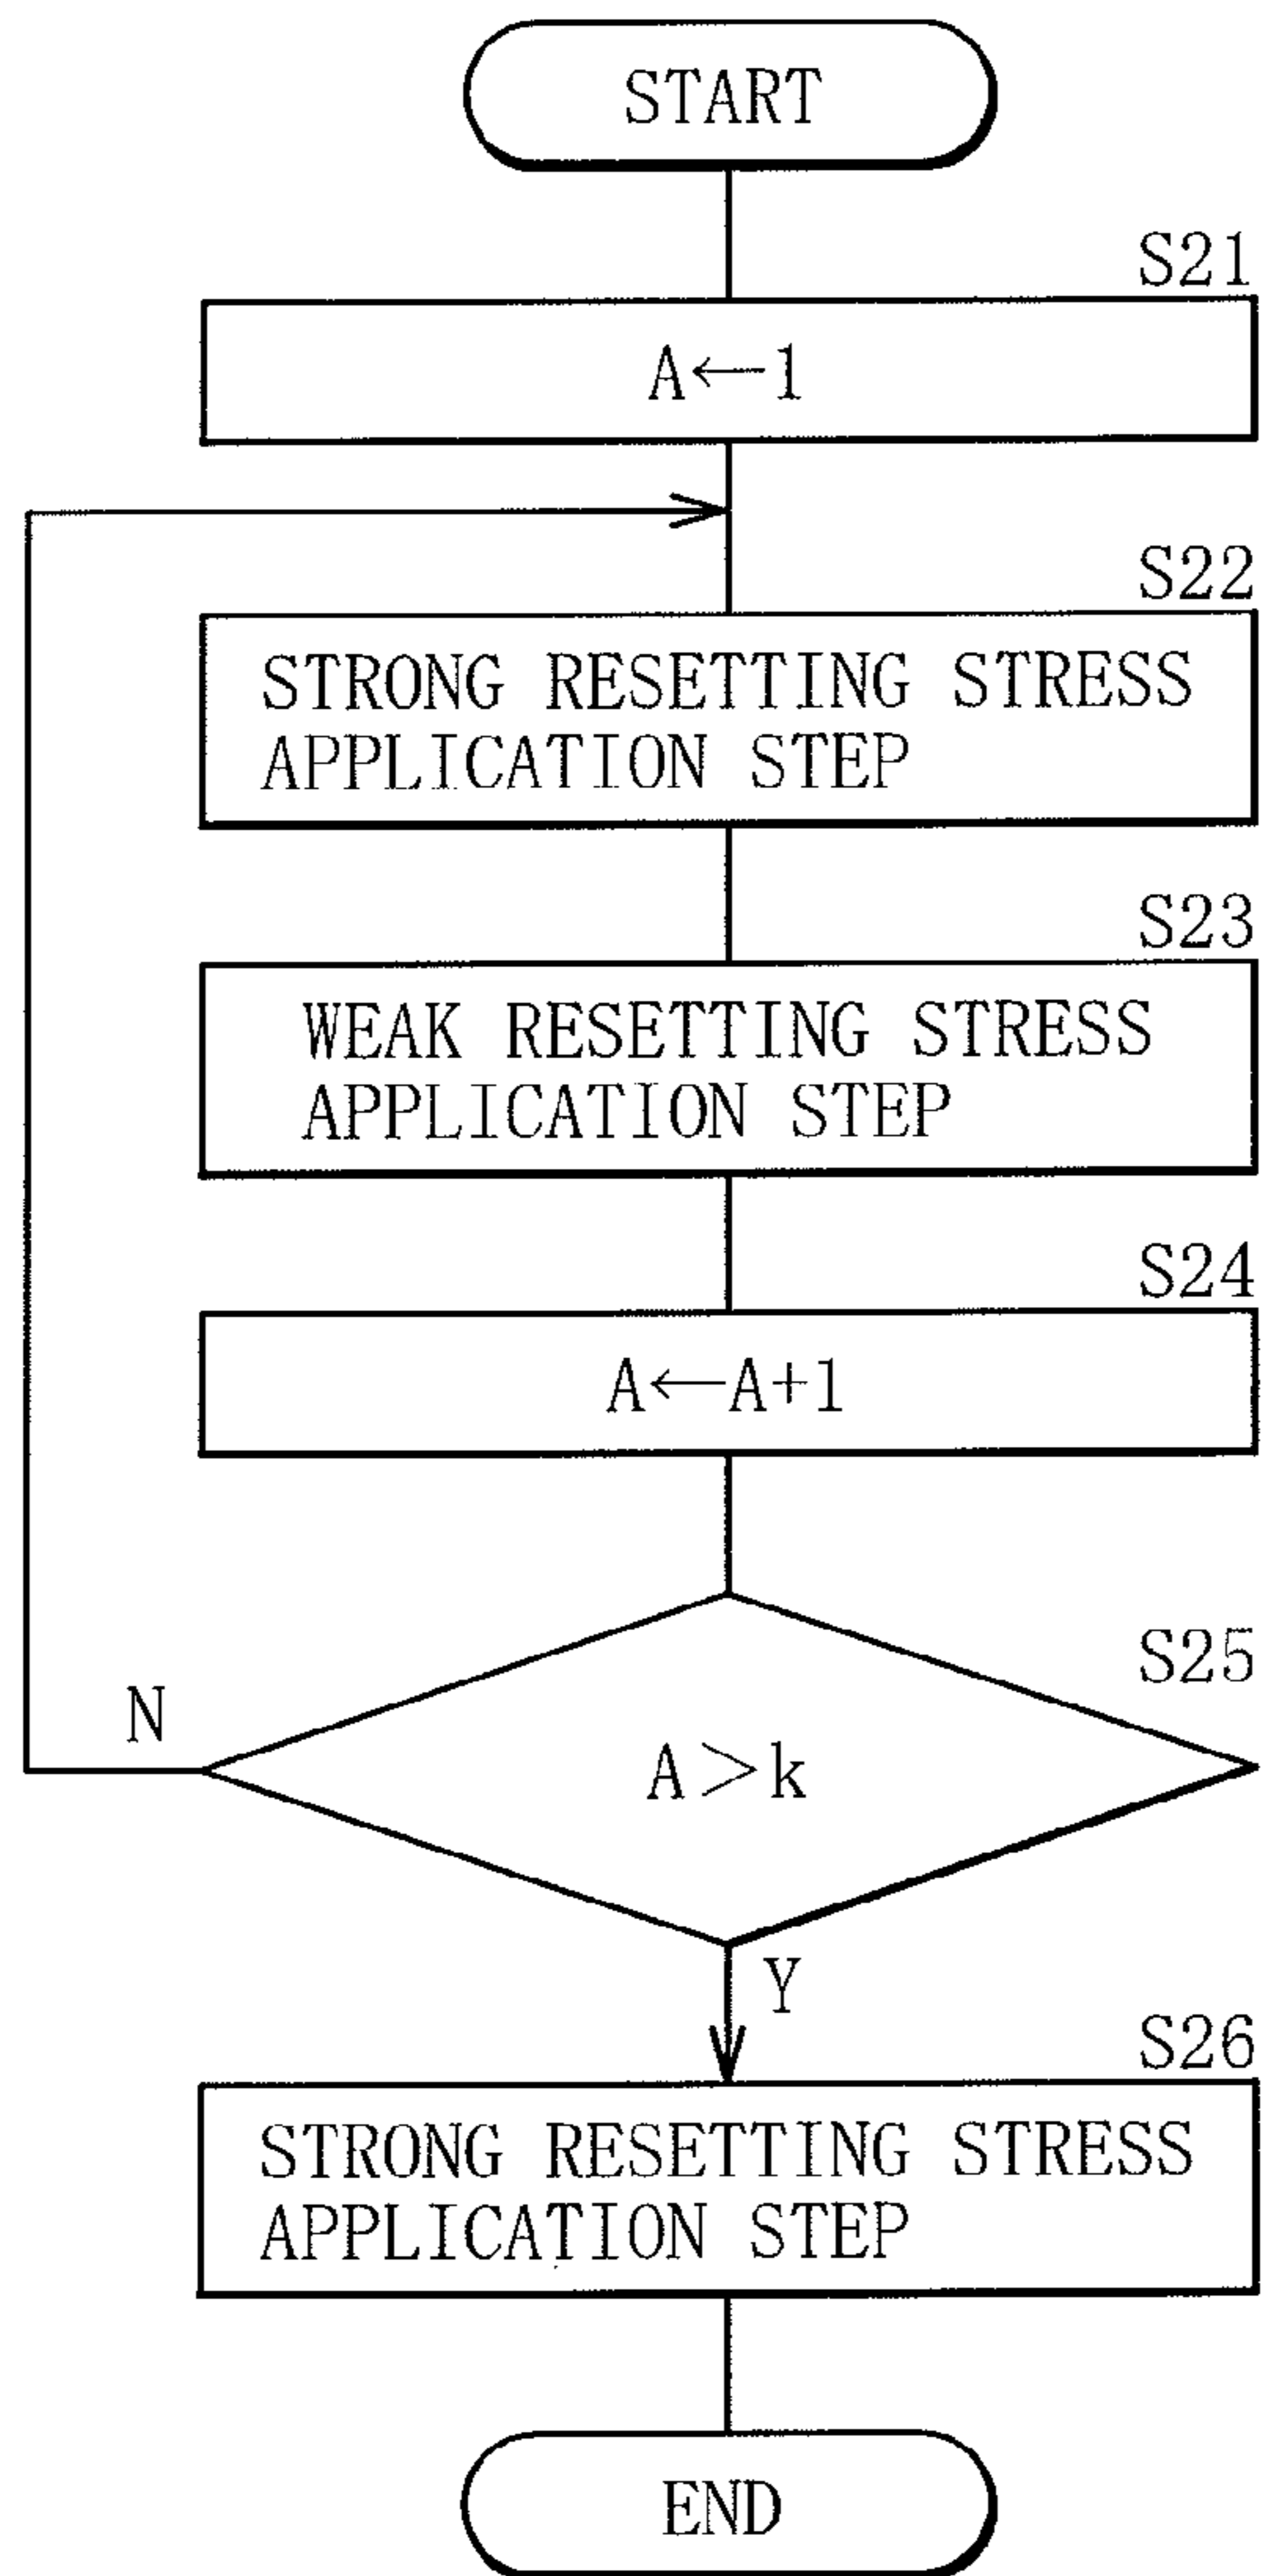 START
S21
A←1
S22
STRONG RESETTING STRESS
APPLICATION STEP
S23
WEAK RESETTING STRESS
APPLICATION STEP
S24
A←A+1
S25
N
A>k
Y
S26
STRONG RESETTING STRESS
APPLICATION STEP
END